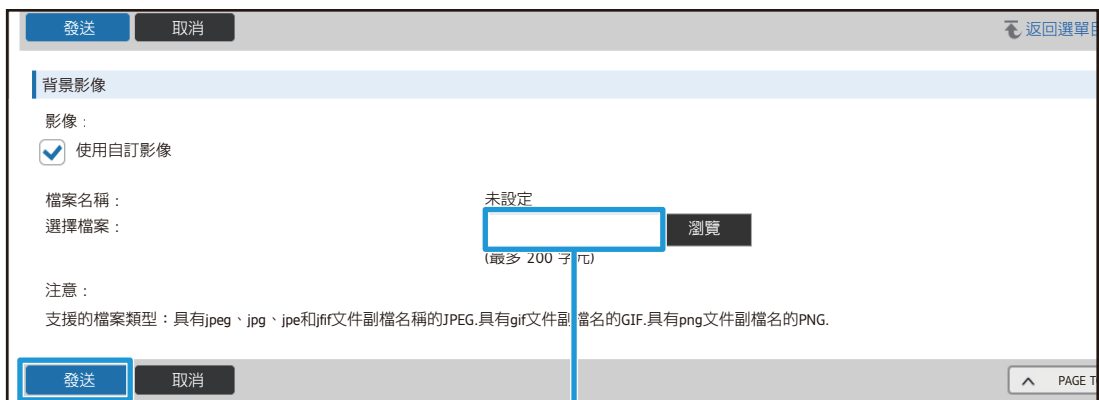 發送 取消 返回選單
背景影像
影像：
使用自訂影像
檔案名稱： 未設定
選擇檔案： 瀏覽
(最多 200 字元)
注意：
支援的檔案類型：具有jpeg、jpg、jpe和jfif文件副檔名稱的JPEG.具有gif文件副檔名的GIF.具有png文件副檔名的PNG.
發送 取消 PAGE